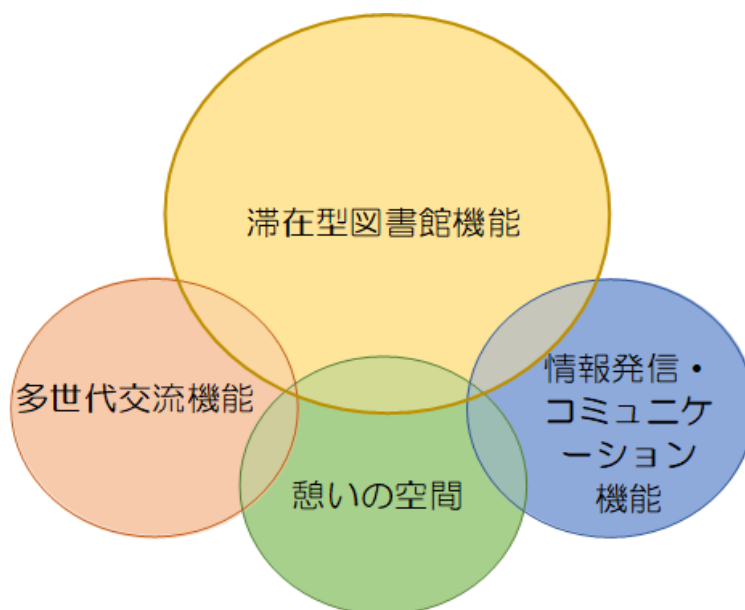 滞在型図書館機能
多世代交流機能
情報発信・
コミュニケ
ーション
機能
憩いの空間